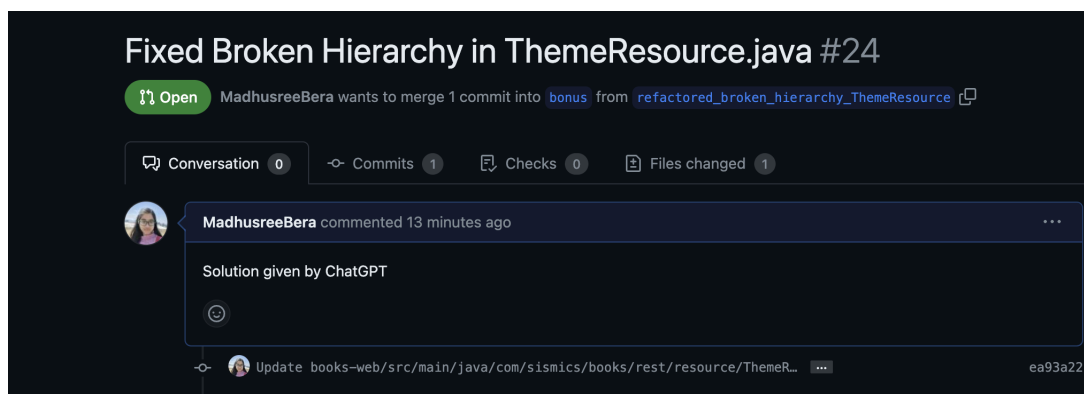 Fixed Broken Hierarchy in ThemeResource.java #24
Open MadhusreeBera wants to merge 1 commit into bonus from refactored_broken_hierarchy_ThemeResource
Conversation 0 Commits 1 Checks 0 Files changed 1
MadhusreeBera commented 13 minutes ago ...
Solution given by ChatGPT
Update books-web/src/main/java/com/sismics/books/rest/resource/ThemeR… ... ea93a22